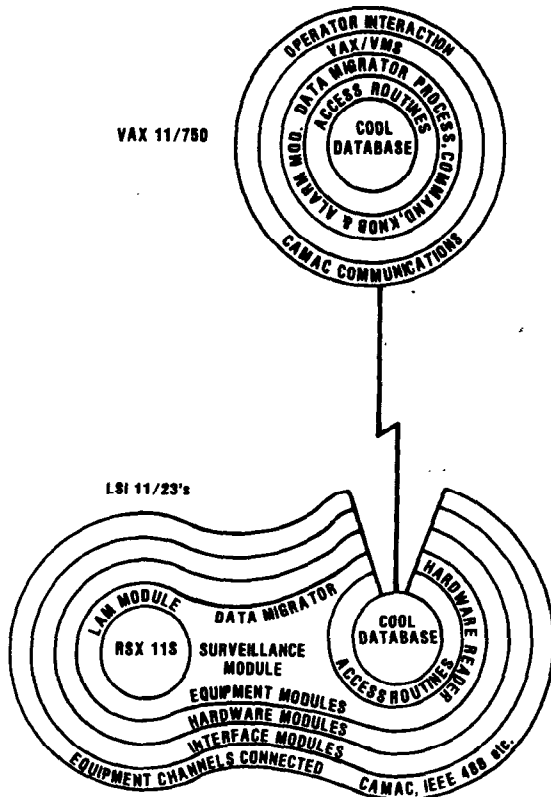 OPERATOR INTERACTION
VAX/VMS
DATA MIGRATOR PROCESS, COMMAND, KNOB & ALARM MOD.
ACCESS ROUTINES
COOL
DATABASE
VAX 11/750
CAMAC COMMUNICATIONS
LSI 11/23's
LAM MODULE
RSX 11S
DATA MIGRATOR
SURVEILLANCE
MODULE
COOL
DATABASE
HARDWARE READER
ACCESS ROUTINES
EQUIPMENT MODULES
HARDWARE MODULES
INTERFACE MODULES
EQUIPMENT CHANNELS CONNECTED
CAMAC, IEEE 488 etc.